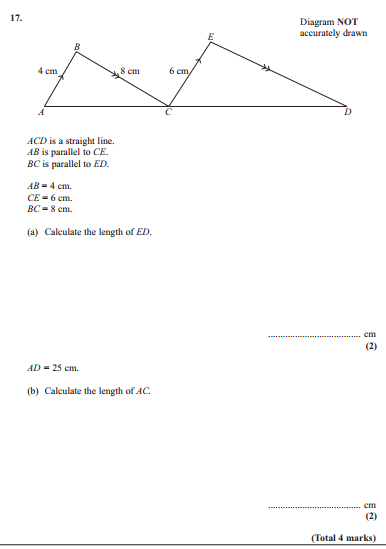 17.
Diagram NOT
accurately drawn
E
B
4 cm
8 cm
6 cm
A
C
D
ACD is a straight line.
AB is parallel to CE.
BC is parallel to ED.
AB = 4 cm.
CE = 6 cm.
BC = 8 cm.
(a) Calculate the length of ED.
..................................... cm
(2)
AD = 25 cm.
(b) Calculate the length of AC.
..................................... cm
(2)
(Total 4 marks)